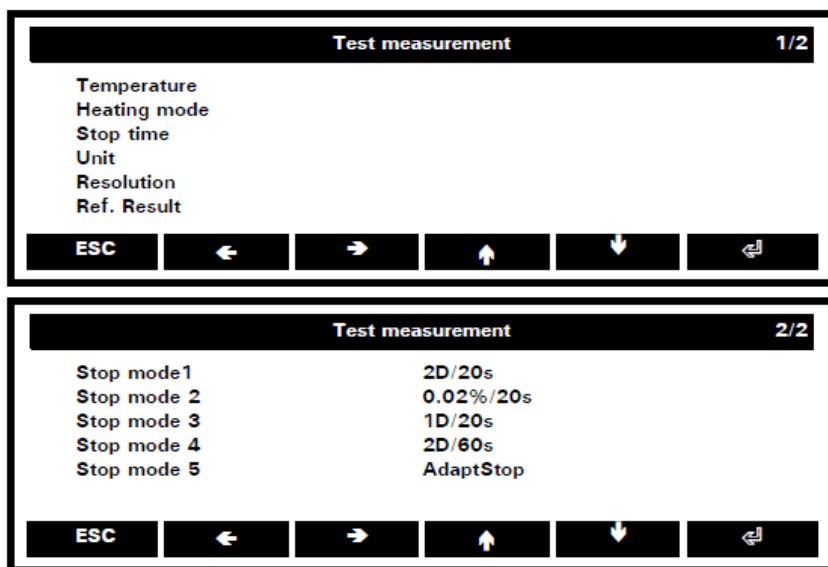 Test measurement 1/2
Temperature
Heating mode
Stop time
Unit
Resolution
Ref. Result
ESC ← → ↑ ↓ ↵
Test measurement 2/2
Stop mode1 2D/20s
Stop mode 2 0.02%/20s
Stop mode 3 1D/20s
Stop mode 4 2D/60s
Stop mode 5 AdaptStop
ESC ← → ↑ ↓ ↵